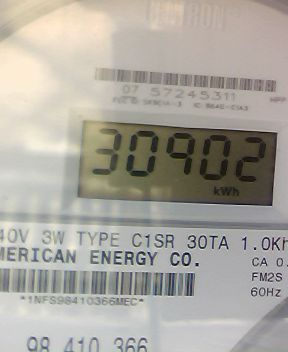 07 57245311
30902
kWh
40V 3W TYPE C1SR 30TA 1.0Kh
MERICAN ENERGY CO.
CA 0.
FM2S
60Hz
*1NFS98410366MEC*
98 410 366